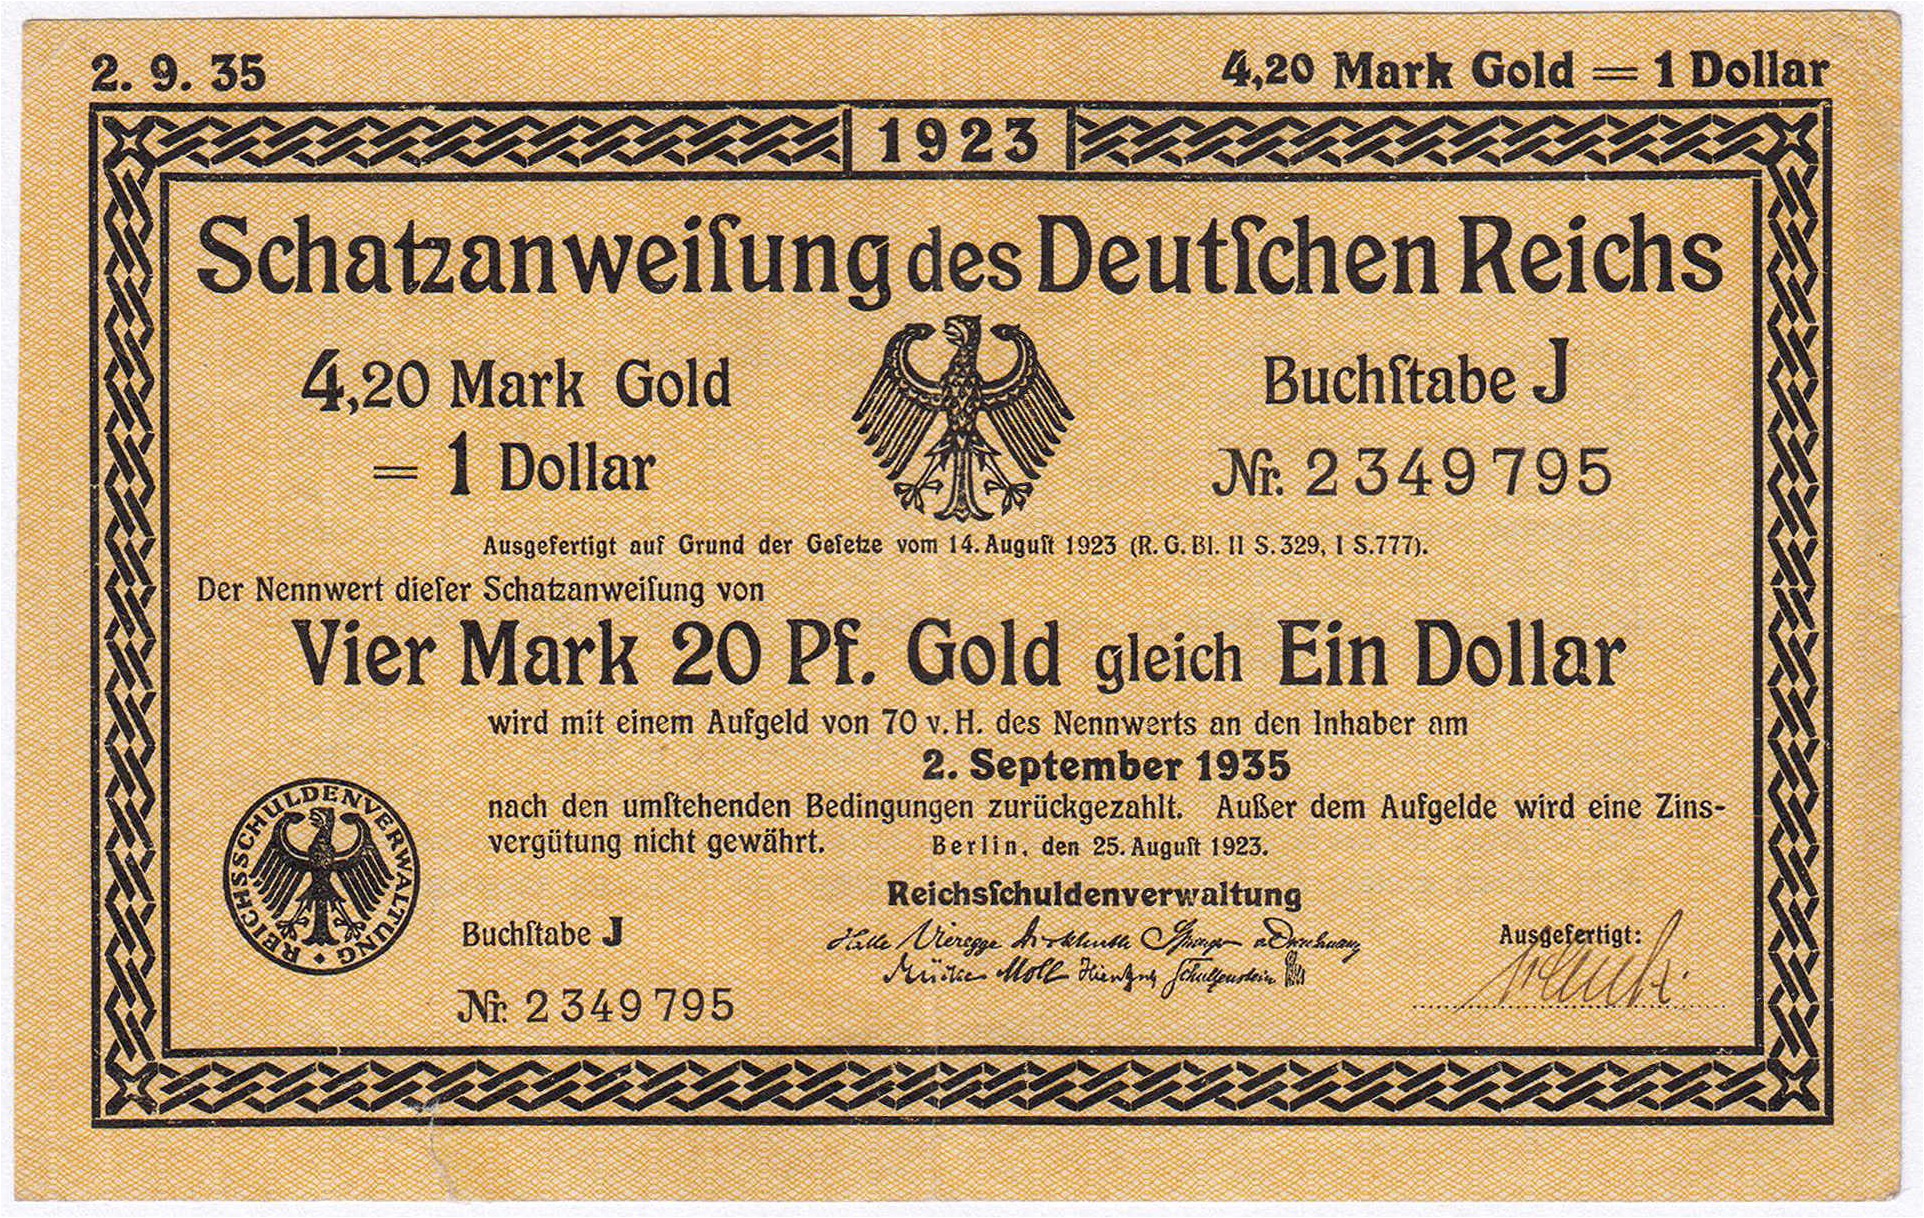 2. 9. 35
4,20 Mark Gold = 1 Dollar
1923
Schatzanweiſung des Deutſchen Reichs
4,20 Mark Gold
= 1 Dollar
Buchſtabe J
Nr. 2349795
Ausgefertigt auf Grund der Geſetze vom 14. Auguſt 1923 (R. G. Bl. II S. 329, I S. 777).
Der Nennwert dieſer Schatzanweiſung von
Vier Mark 20 Pf. Gold gleich Ein Dollar
wird mit einem Aufgeld von 70 v. H. des Nennwerts an den Inhaber am
2. September 1935
nach den umſtehenden Bedingungen zurückgezahlt. Außer dem Aufgelde wird eine Zins-
vergütung nicht gewährt.
Berlin, den 25. Auguſt 1923.
REICHSSCHULDENVERWALTUNG
Reichsſchuldenverwaltung
Halle Vieregge
Mücke Moll
Buchſtabe J
Nr. 2349795
Ausgefertigt: